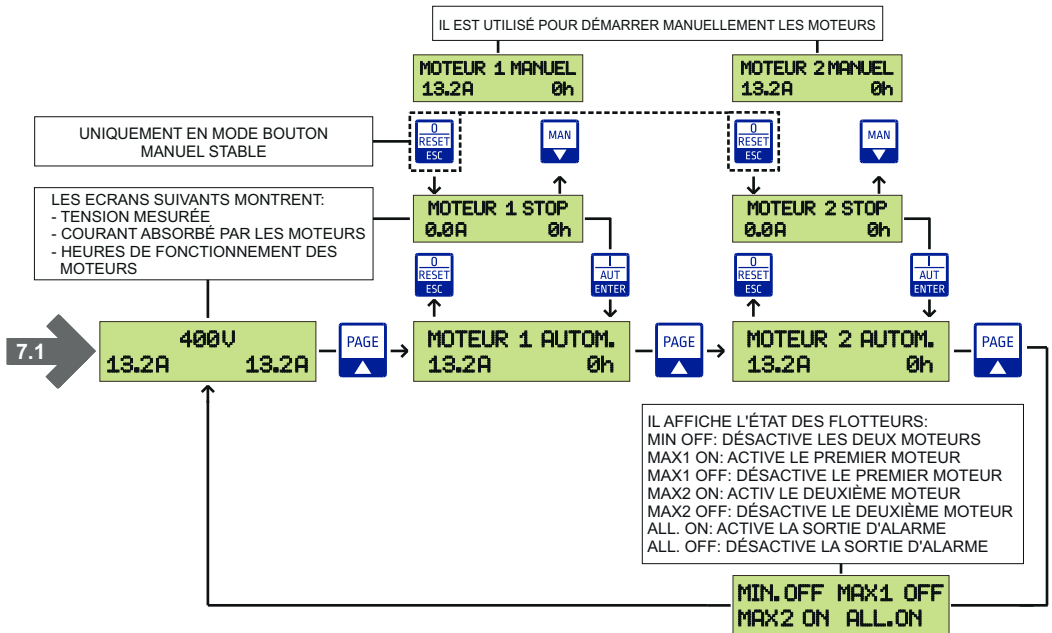 IL EST UTILISÉ POUR DÉMARRER MANUELLEMENT LES MOTEURS
MOTEUR 1 MANUEL
13.2A 0h
MOTEUR 2 MANUEL
13.2A 0h
UNIQUEMENT EN MODE BOUTON
MANUEL STABLE
0
RESET
ESC
MAN
0
RESET
ESC
MAN
LES ECRANS SUIVANTS MONTRENT:
- TENSION MESURÉE
- COURANT ABSORBÉ PAR LES MOTEURS
- HEURES DE FONCTIONNEMENT DES
MOTEURS
MOTEUR 1 STOP
0.0A 0h
MOTEUR 2 STOP
0.0A 0h
0
RESET
ESC
I
AUT
ENTER
0
RESET
ESC
I
AUT
ENTER
7.1
400V
13.2A 13.2A
PAGE
MOTEUR 1 AUTOM.
13.2A 0h
PAGE
MOTEUR 2 AUTOM.
13.2A 0h
PAGE
IL AFFICHE L'ÉTAT DES FLOTTEURS:
MIN OFF: DÉSACTIVE LES DEUX MOTEURS
MAX1 ON: ACTIVE LE PREMIER MOTEUR
MAX1 OFF: DÉSACTIVE LE PREMIER MOTEUR
MAX2 ON: ACTIV LE DEUXIÈME MOTEUR
MAX2 OFF: DÉSACTIVE LE DEUXIÈME MOTEUR
ALL. ON: ACTIVE LA SORTIE D'ALARME
ALL. OFF: DÉSACTIVE LA SORTIE D'ALARME
MIN.OFF MAX1 OFF
MAX2 ON ALL.ON